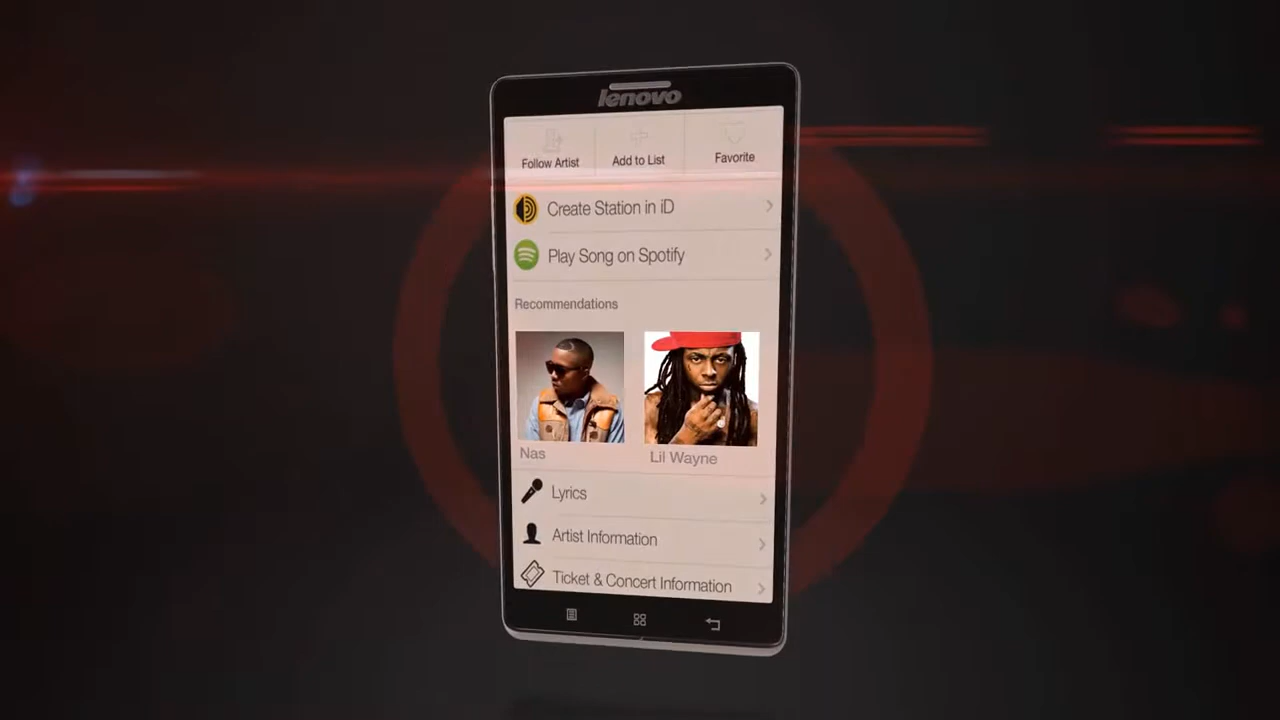 lenovo
Follow Artist
Add to List
Favorite
Create Station in iD
Play Song on Spotify
Recommendations
Nas
Lil Wayne
Lyrics
Artist Information
Ticket & Concert Information